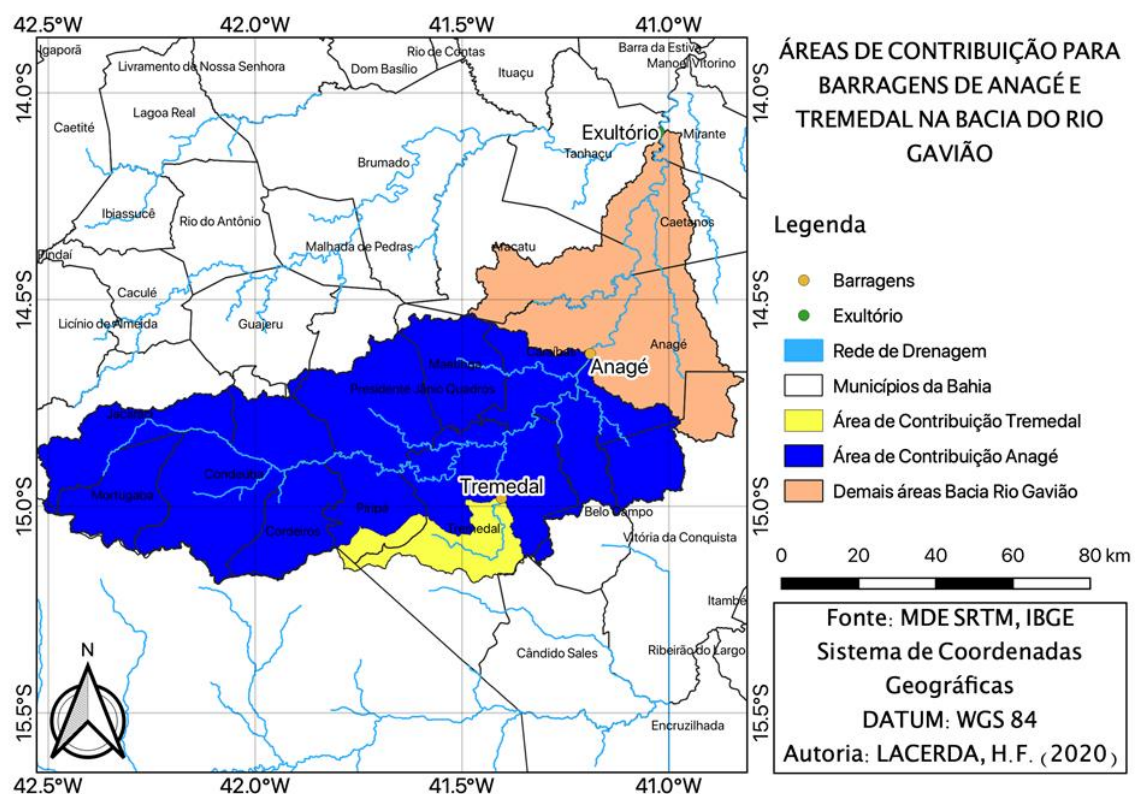 42.5°W 42.0°W 41.5°W 41.0°W
Igaporã
Livramento de Nossa Senhora
Dom Basílio
Rio de Contas
Ituaçu
Barra da Estiva
Manoel Vitorino
14.0°S
14.0°S
Lagoa Real
Caetité
Exultório
Mirante
Tanhaçu
Brumado
Ibiassucê
Rio do Antônio
Caetanos
Malhada de Pedras
Aracatu
Pindaí
14.5°S
14.5°S
Caculé
Licínio de Almeida
Guajeru
Anagé
Caraíbas
Anagé
Maetinga
Presidente Jânio Quadros
Jacaraci
Condeúba
Mortugaba
Tremedal
15.0°S
15.0°S
Piripá
Belo Campo
Cordeiros
Tremedal
Vitória da Conquista
Itambé
Cândido Sales
Ribeirão do Largo
N
15.5°S
15.5°S
Encruzilhada
42.5°W 42.0°W 41.5°W 41.0°W
ÁREAS DE CONTRIBUIÇÃO PARA
BARRAGENS DE ANAGÉ E
TREMEDAL NA BACIA DO RIO
GAVIÃO
Legenda
Barragens
Exultório
Rede de Drenagem
Municípios da Bahia
Área de Contribuição Tremedal
Área de Contribuição Anagé
Demais áreas Bacia Rio Gavião
0 20 40 60 80 km
Fonte: MDE SRTM, IBGE
Sistema de Coordenadas
Geográficas
DATUM: WGS 84
Autoria: LACERDA, H.F. (2020)